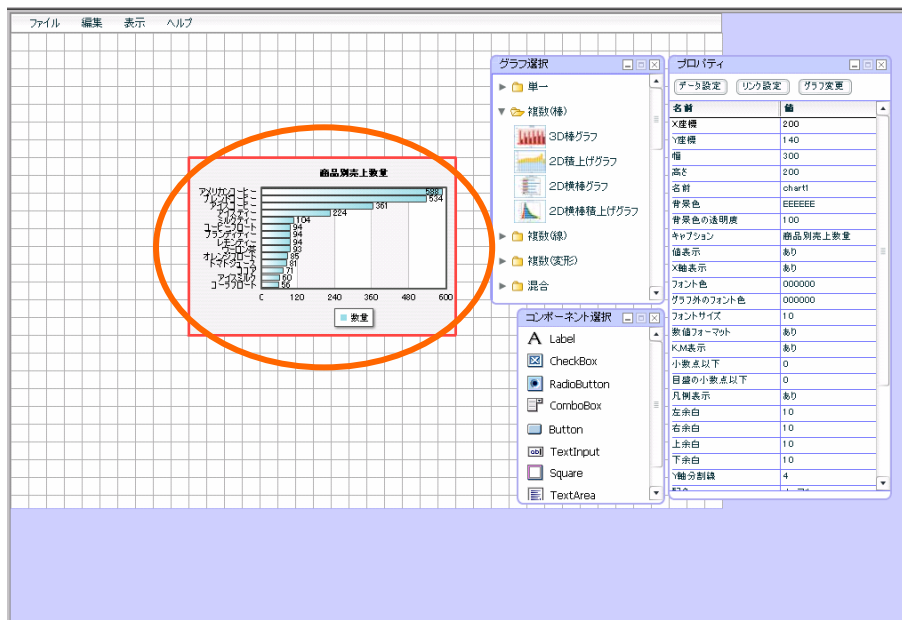 ファイル 編集 表示 ヘルプ
グラフ選択
単一
複数(棒)
3D棒グラフ
2D積上げグラフ
2D横棒グラフ
2D横棒積上げグラフ
複数(線)
複数(変形)
混合
商品別売上数量
アメリカンコーヒー 588
ブレンドコーヒー 534
アイスコーヒー 361
アイスティー 224
ミルクティー 104
コーヒーフロート 94
ブランディティー 94
レモンティー 94
ウーロン茶 93
オレンジフロート 85
トマトジュース 81
ココア 71
アイスミルク 60
コーラフロート 56
120 240 360 480 600
数量
コンポーネント選択
Label
CheckBox
RadioButton
ComboBox
Button
TextInput
Square
TextArea
プロパティ
データ設定 リンク設定 グラフ変更
名前 値
X座標 200
Y座標 140
幅 300
高さ 200
名前 chart1
背景色 EEEEEE
背景色の透明度 100
キャプション 商品別売上数量
値表示 あり
X軸表示 あり
フォント色 000000
グラフ外のフォント色 000000
フォントサイズ 10
数値フォーマット あり
K,M表示 あり
小数点以下 0
目盛の小数点以下 0
凡例表示 あり
左余白 10
右余白 10
上余白 10
下余白 10
Y軸分割線 4